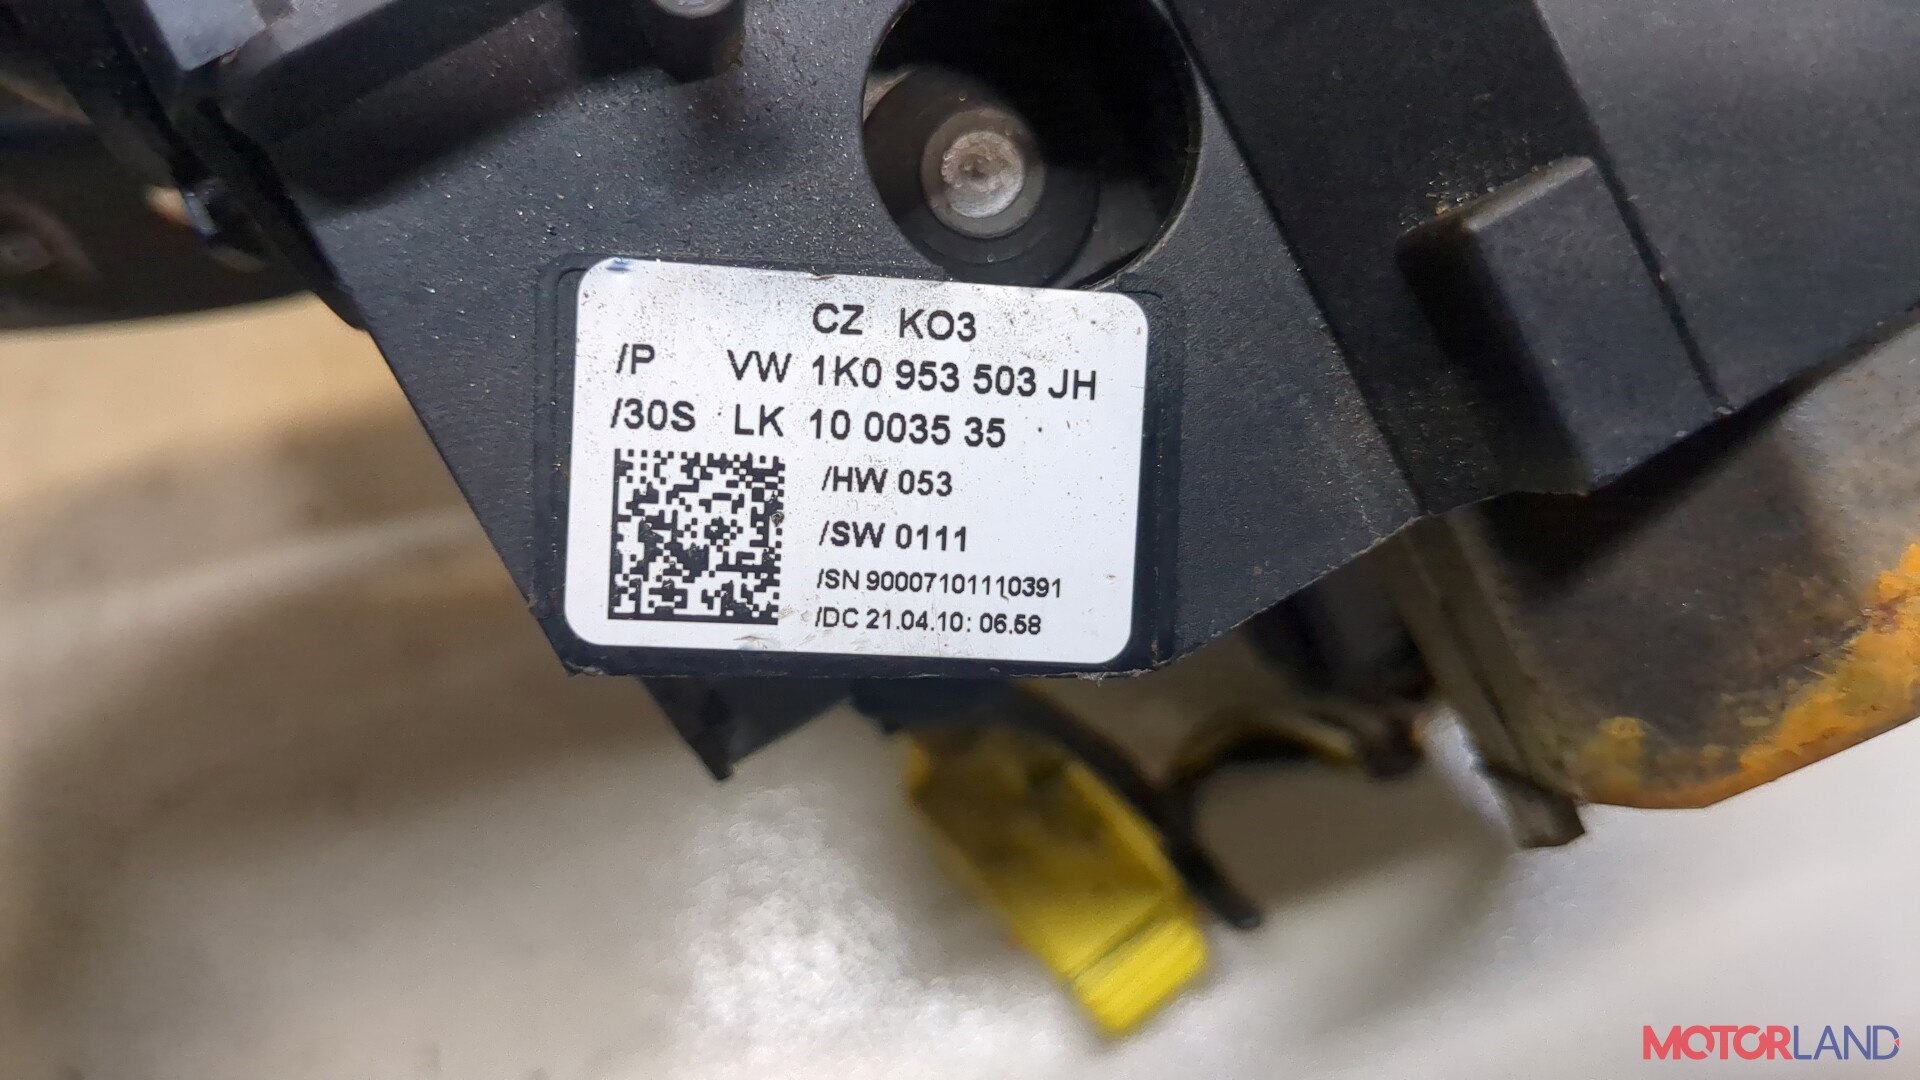 CZ KO3
/P VW 1K0 953 503 JH
/30S LK 10 0035 35
/HW 053
/SW 0111
/SN 90007101110391
/DC 21.04.10: 06.58
MOTORLAND